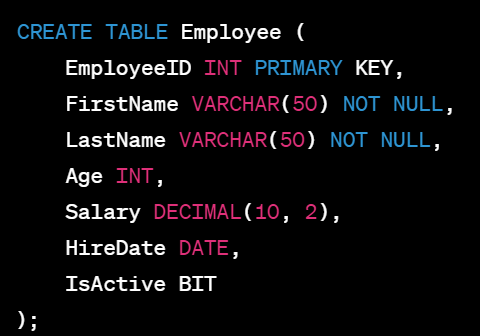 CREATE TABLE Employee (
    EmployeeID INT PRIMARY KEY,
    FirstName VARCHAR(50) NOT NULL,
    LastName VARCHAR(50) NOT NULL,
    Age INT,
    Salary DECIMAL(10, 2),
    HireDate DATE,
    IsActive BIT
);